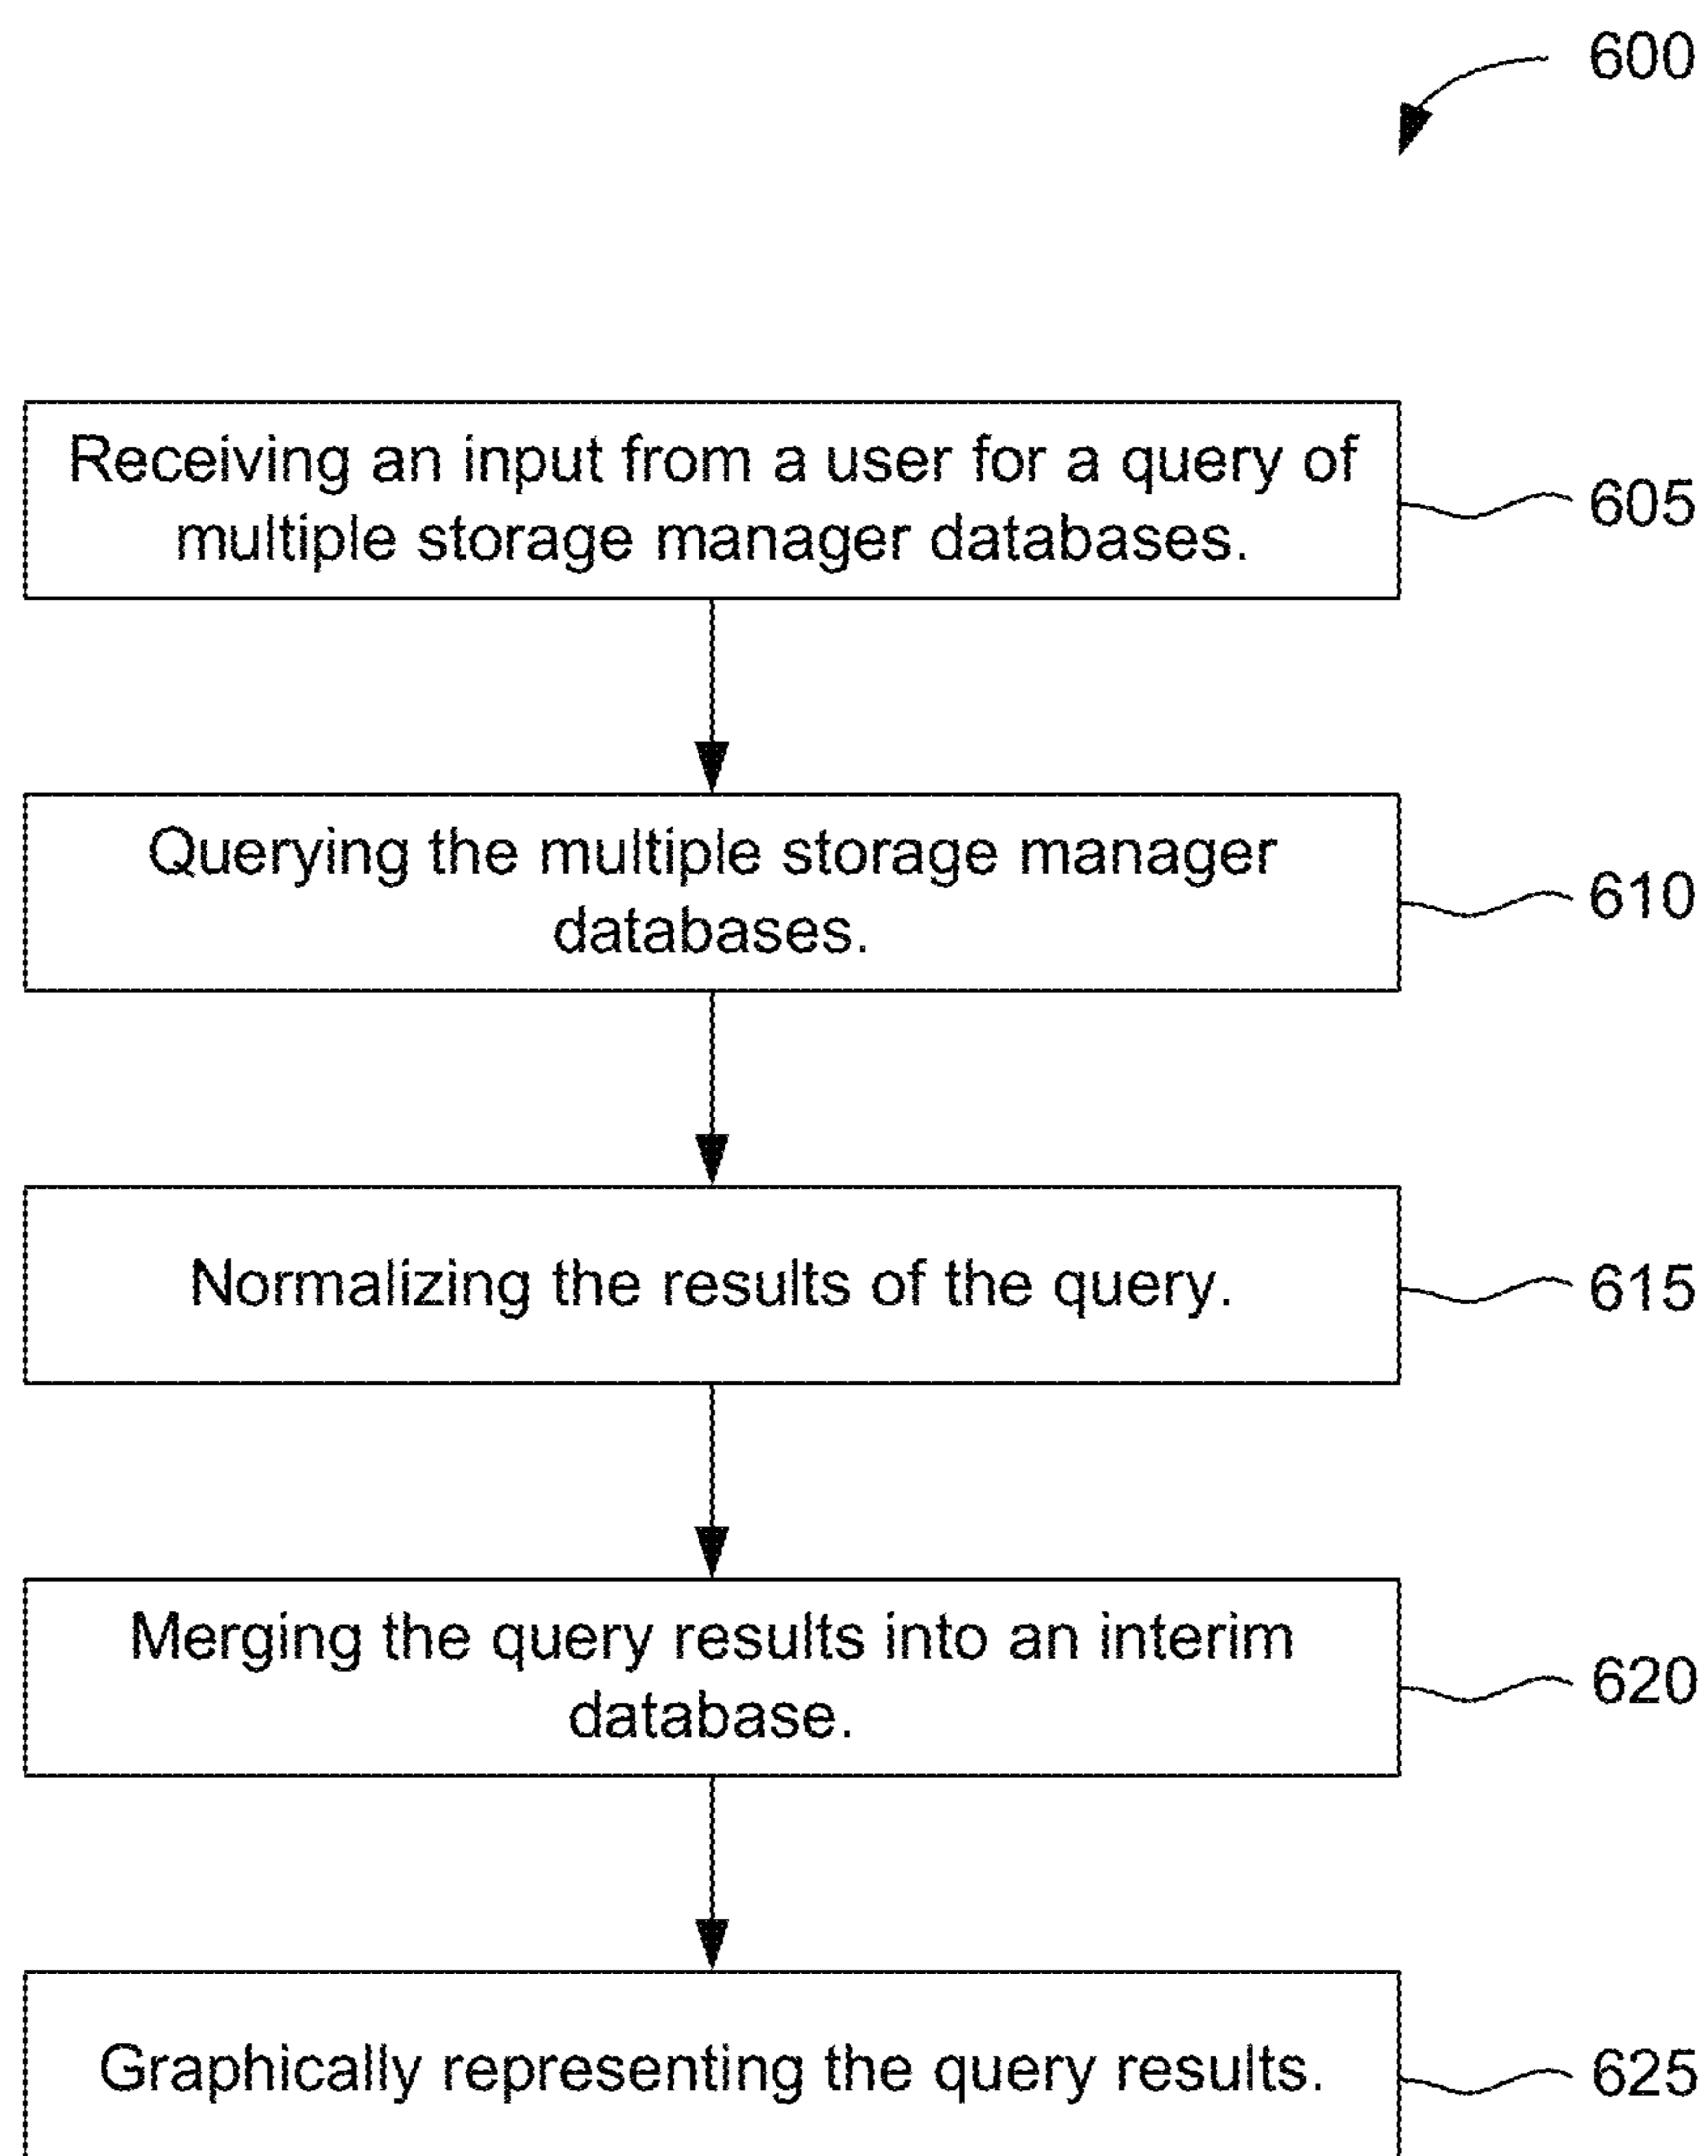 600
Receiving an input from a user for a query of
multiple storage manager databases.
605
Querying the multiple storage manager
databases.
610
Normalizing the results of the query.
615
Merging the query results into an interim
database.
620
Graphically representing the query results.
625